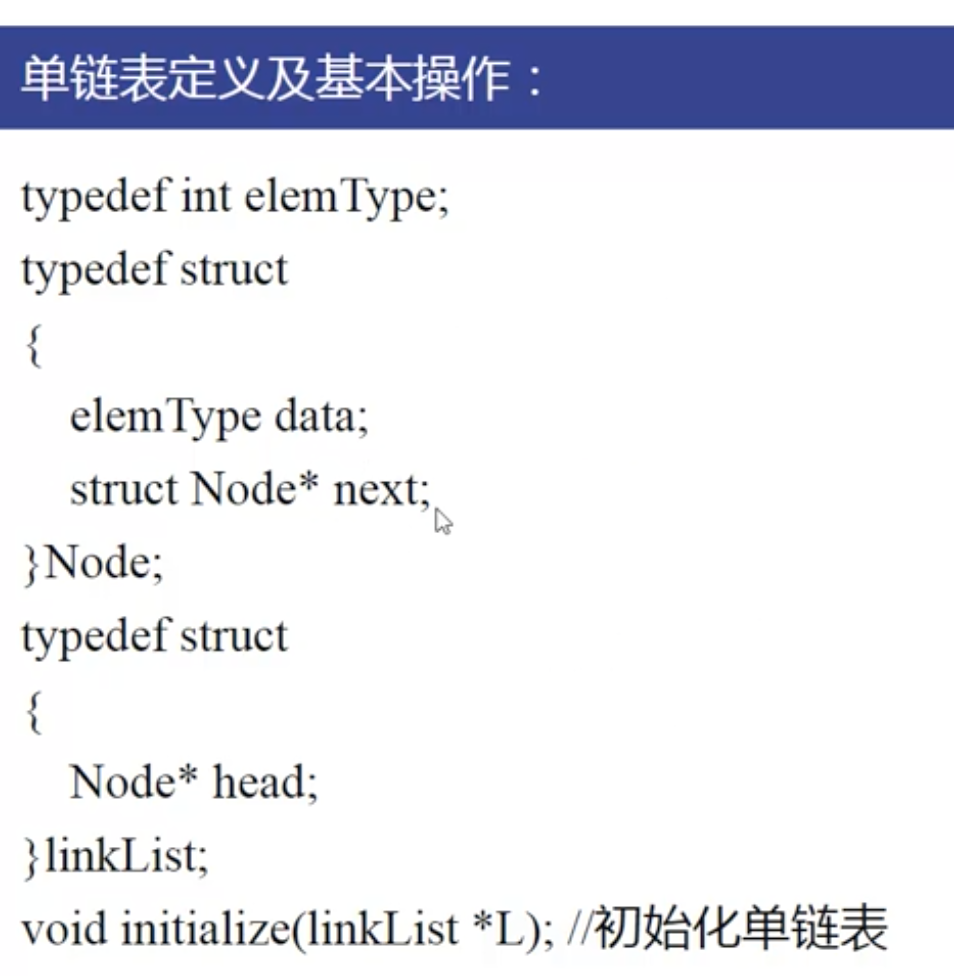 单链表定义及基本操作：
typedef int elemType;
typedef struct
{
elemType data;
struct Node* next;
}Node;
typedef struct
{
Node* head;
}linkList;
void initialize(linkList *L); //初始化单链表